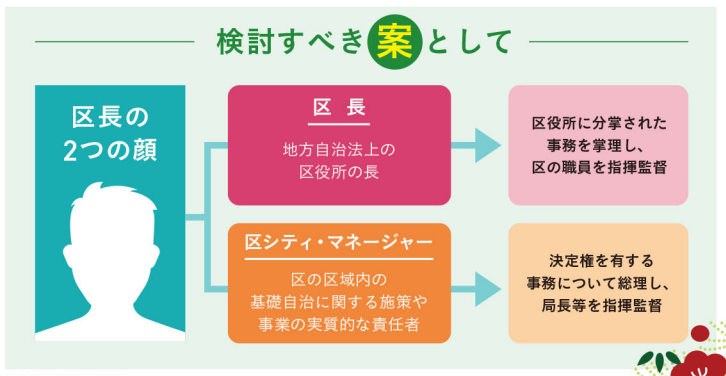 検討すべき案として
区長の
2つの顔
区長
地方自治法上の
区役所の長
区役所に分掌された
事務を掌理し、
区の職員を指揮監督
区シティ・マネージャー
区の区域内の
基礎自治に関する施策や
事業の実質的な責任者
決定権を有する
事務について総理し、
局長等を指揮監督